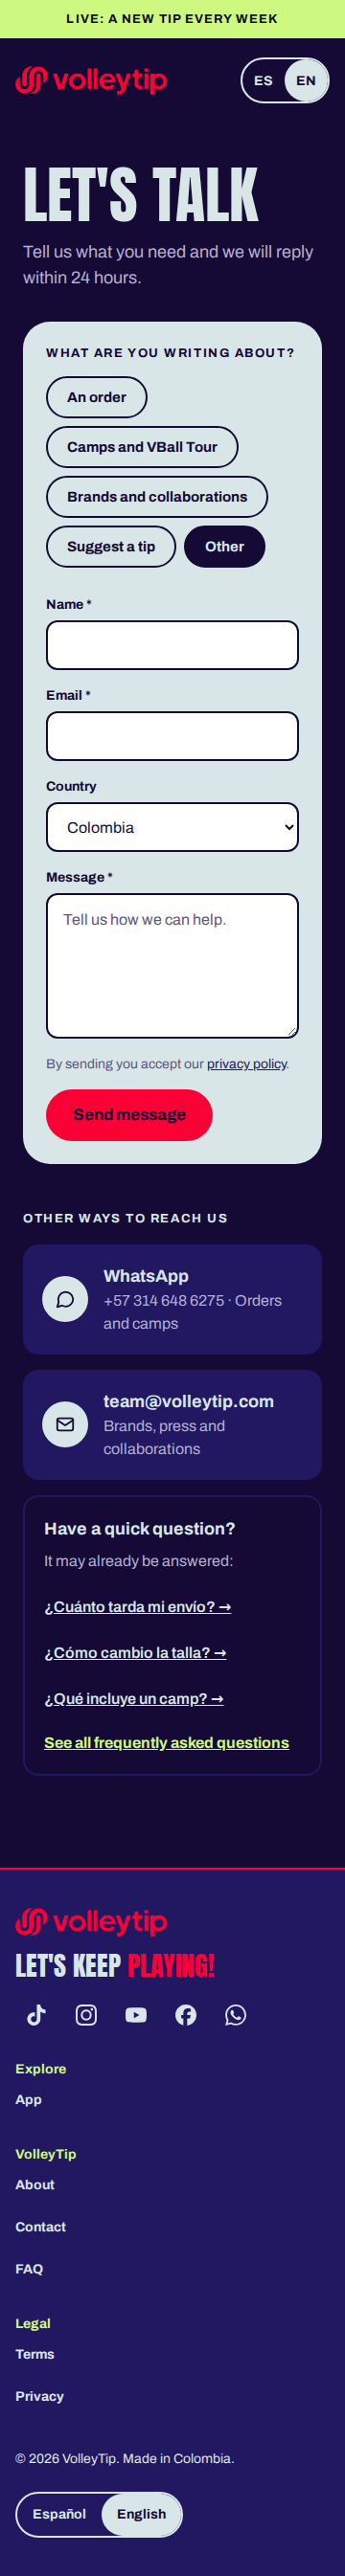 LIVE: A NEW TIP EVERY WEEK
volleytip
ES EN
LET'S TALK
Tell us what you need and we will reply
within 24 hours.
WHAT ARE YOU WRITING ABOUT?
An order
Camps and VBall Tour
Brands and collaborations
Suggest a tip Other
Name *
Email *
Country
Colombia
Message *
Tell us how we can help.
By sending you accept our privacy policy.
Send message
OTHER WAYS TO REACH US
WhatsApp
+57 314 648 6275 · Orders
and camps
team@volleytip.com
Brands, press and
collaborations
Have a quick question?
It may already be answered:
¿Cuánto tarda mi envío? →
¿Cómo cambio la talla? →
¿Qué incluye un camp? →
See all frequently asked questions
volleytip
LET'S KEEP PLAYING!
Explore
App
VolleyTip
About
Contact
FAQ
Legal
Terms
Privacy
© 2026 VolleyTip. Made in Colombia.
Español English